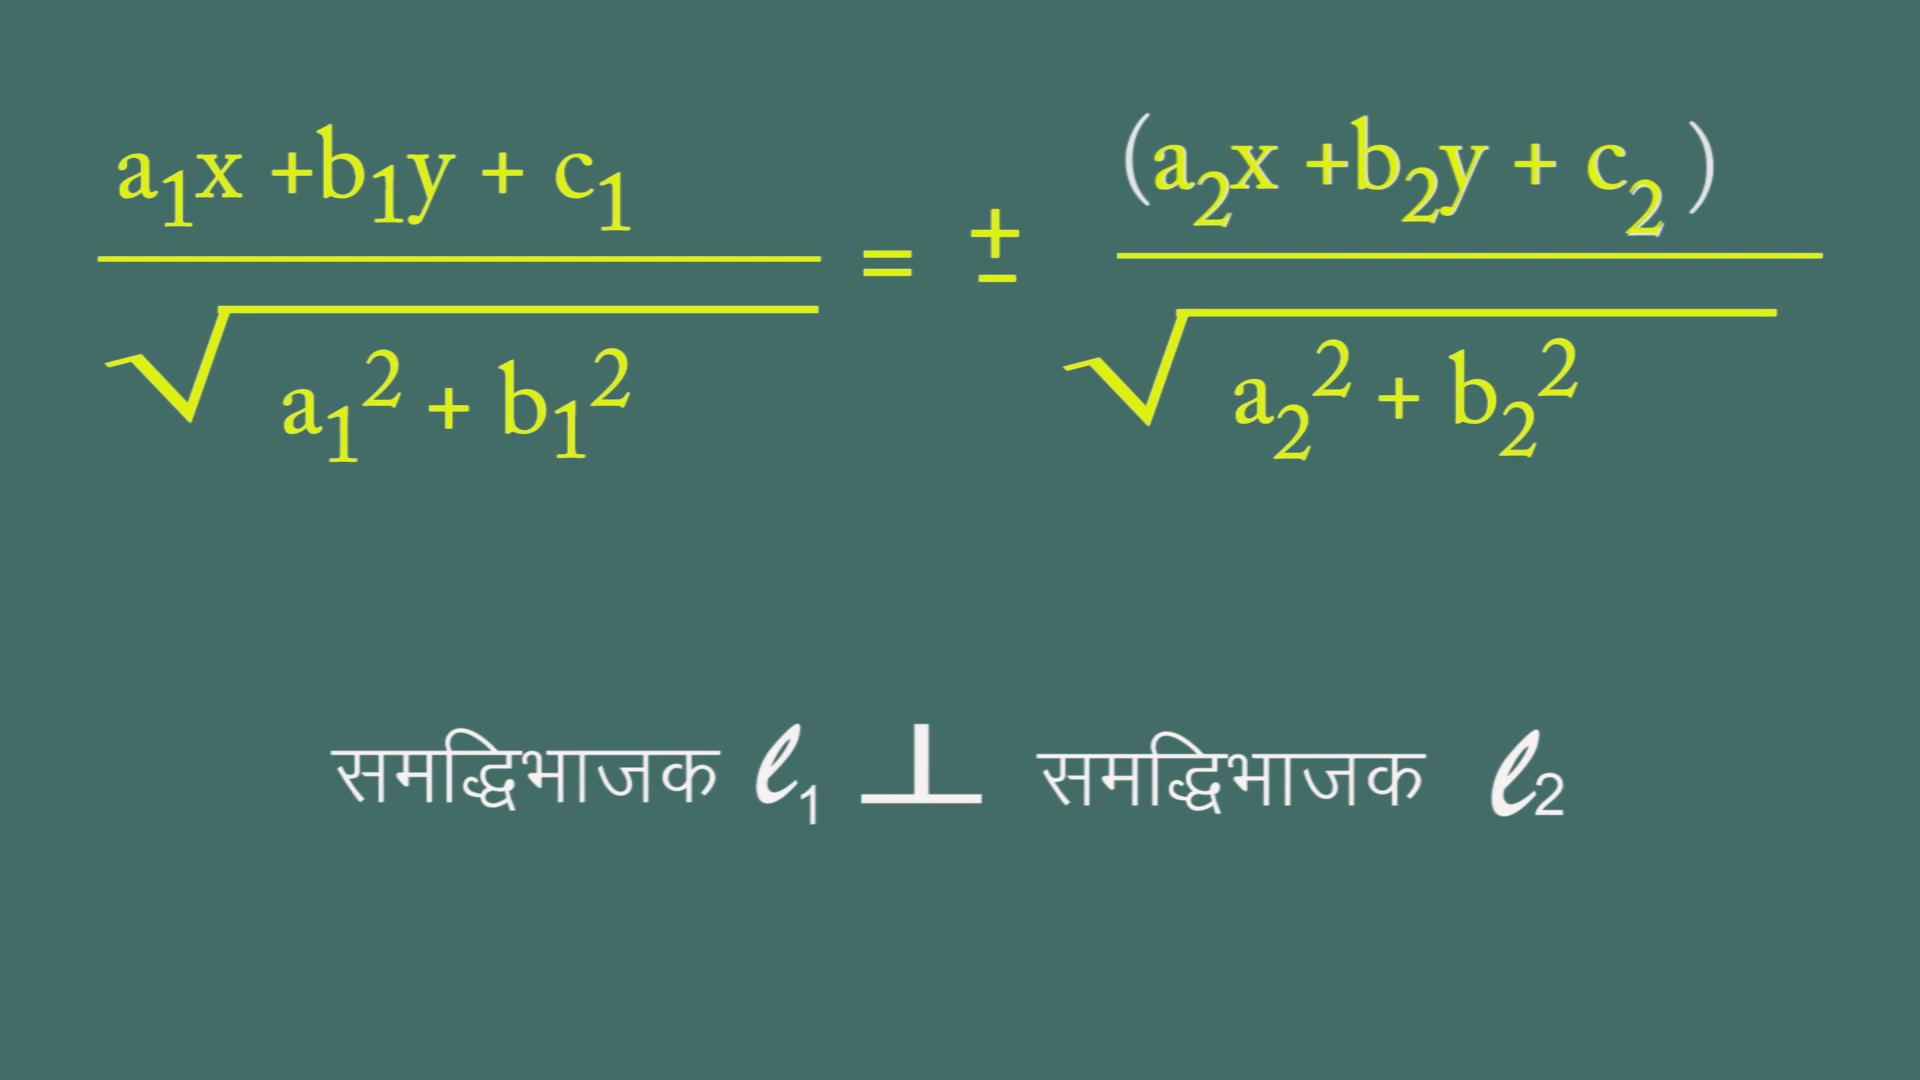 a₁x +b₁y + c₁ / √(a₁² + b₁²) = ± (a₂x +b₂y + c₂) / √(a₂² + b₂²)
समद्विभाजक ℓ₁ ⊥ समद्विभाजक ℓ₂